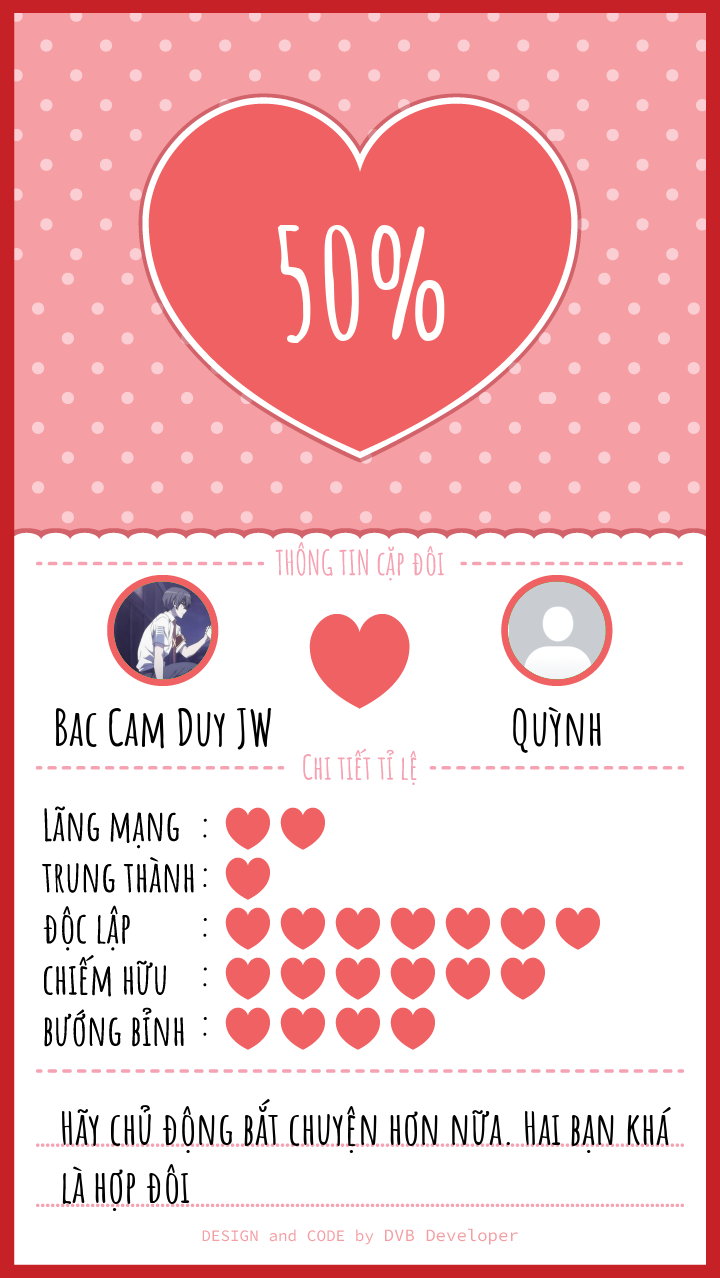 50%
THÔNG TIN CẶP ĐÔI
BAC CAM DUY JW
QUỲNH
CHI TIẾT TỈ LỆ
LÃNG MẠNG :
TRUNG THÀNH :
ĐỘC LẬP :
CHIẾM HỮU :
BƯỚNG BỈNH :
HÃY CHỦ ĐỘNG BẮT CHUYỆN HƠN NỮA. HAI BẠN KHÁ
LÀ HỢP ĐÔI
DESIGN and CODE by DVB Developer